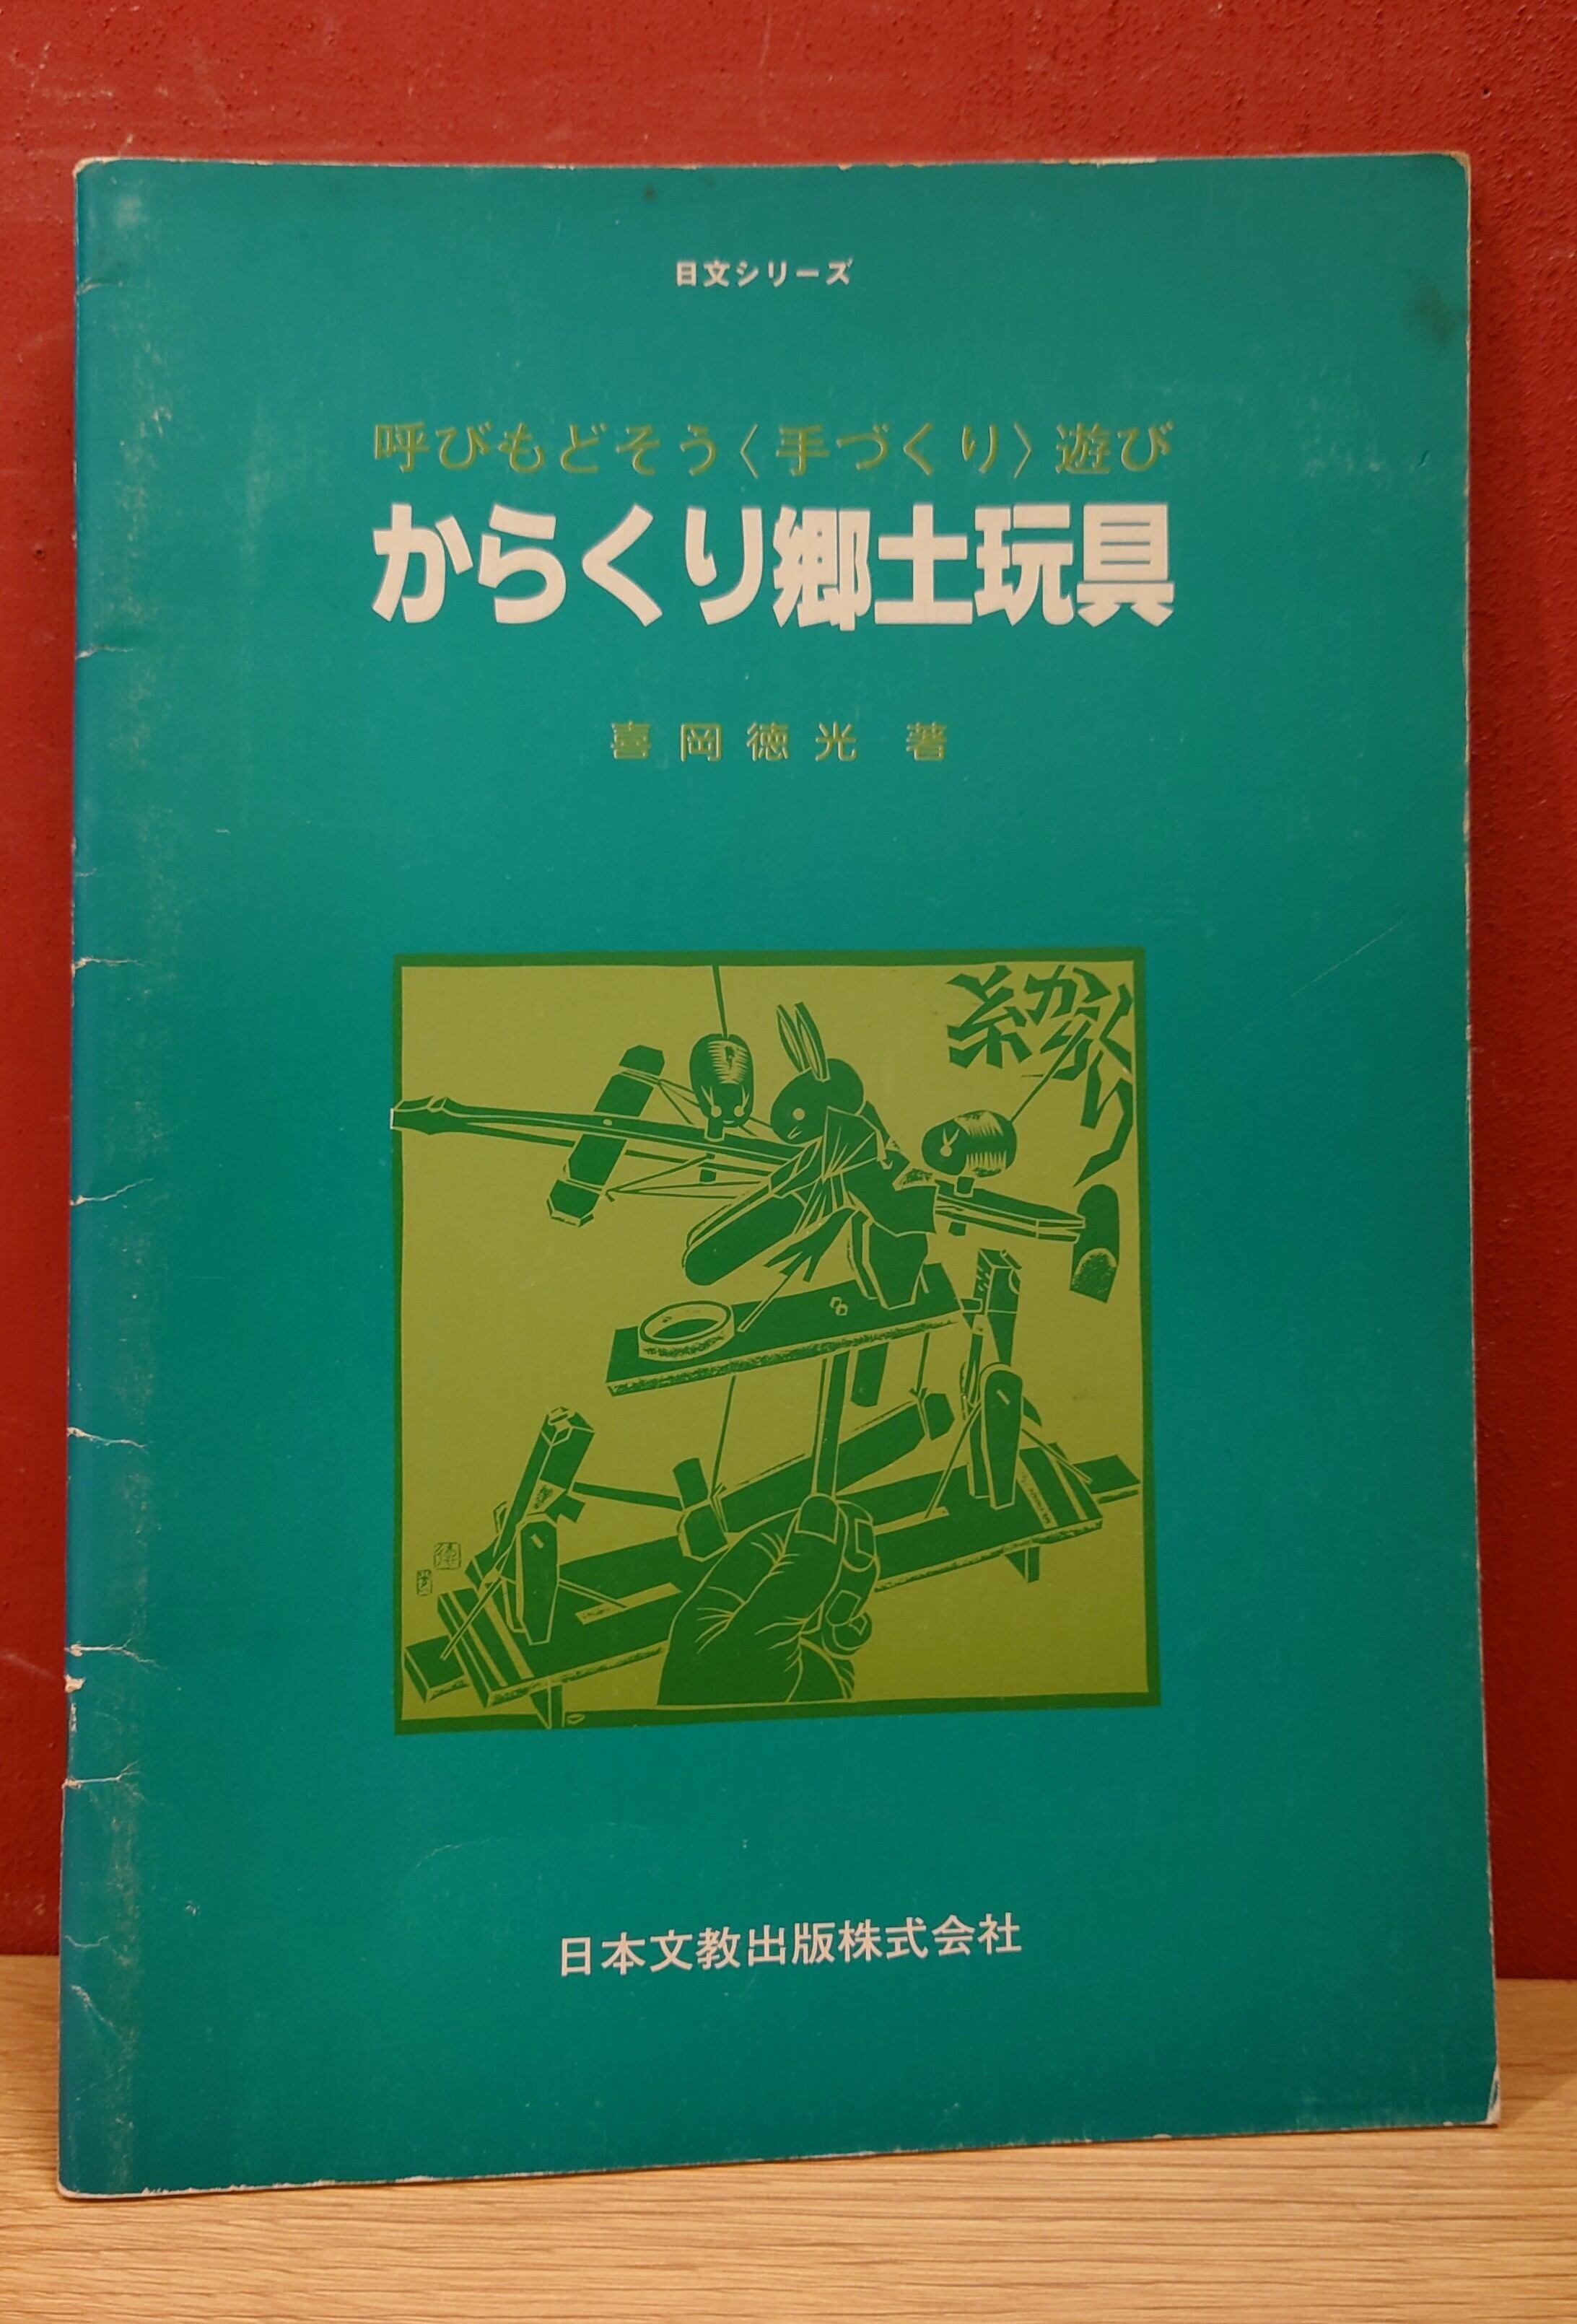 日文シリーズ
呼びもどそう〈手づくり〉遊び
からくり郷土玩具
喜岡徳光 著
糸からくり
日本文教出版株式会社